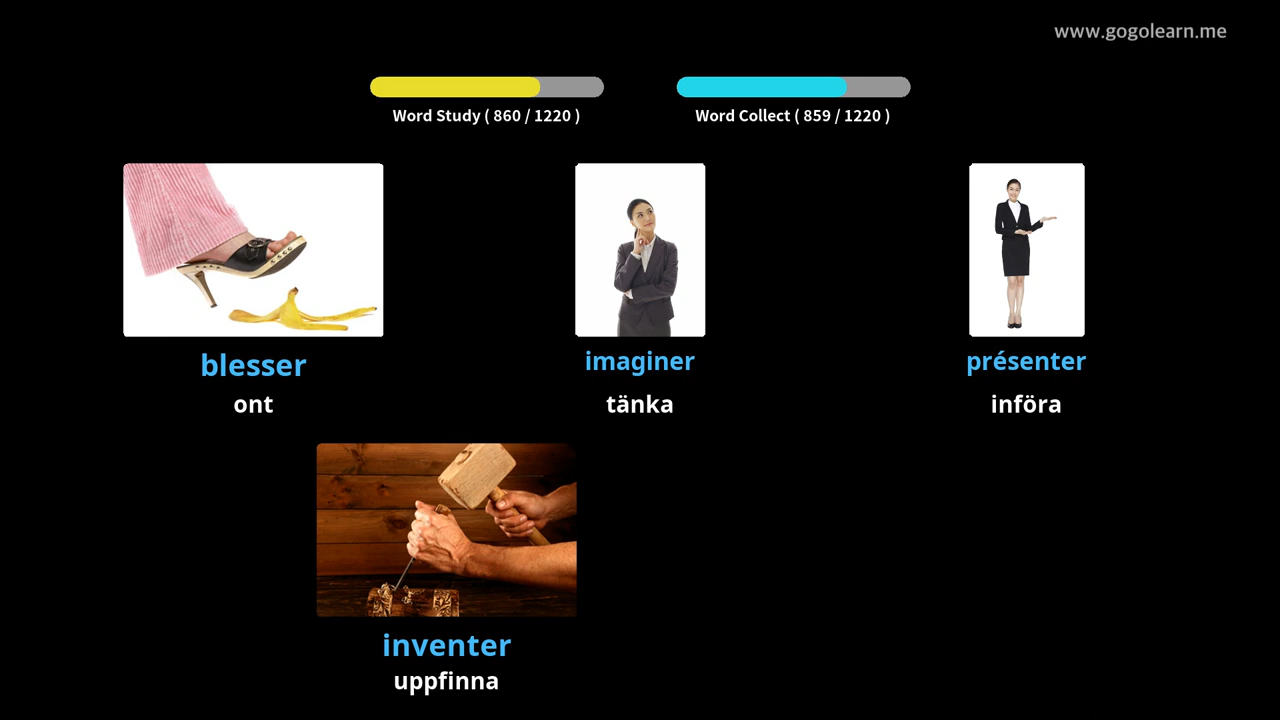 www.gogolearn.me
Word Study ( 860 / 1220 )
Word Collect ( 859 / 1220 )
blesser
ont
imaginer
tänka
présenter
införa
inventer
uppfinna